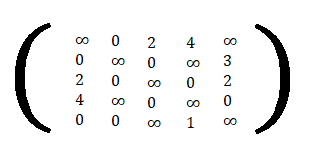 ∞ 0 2 4 ∞
0 ∞ 0 ∞ 3
2 0 ∞ 0 2
4 ∞ 0 ∞ 0
0 0 ∞ 1 ∞